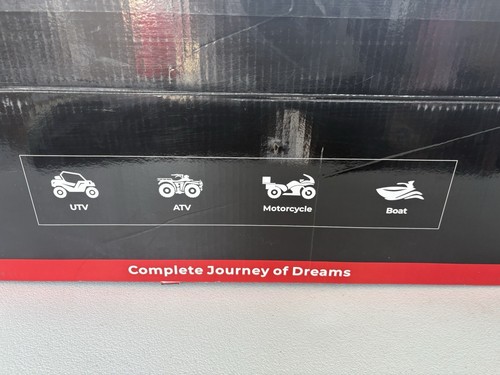 UTV ATV Motorcycle Boat
Complete Journey of Dreams